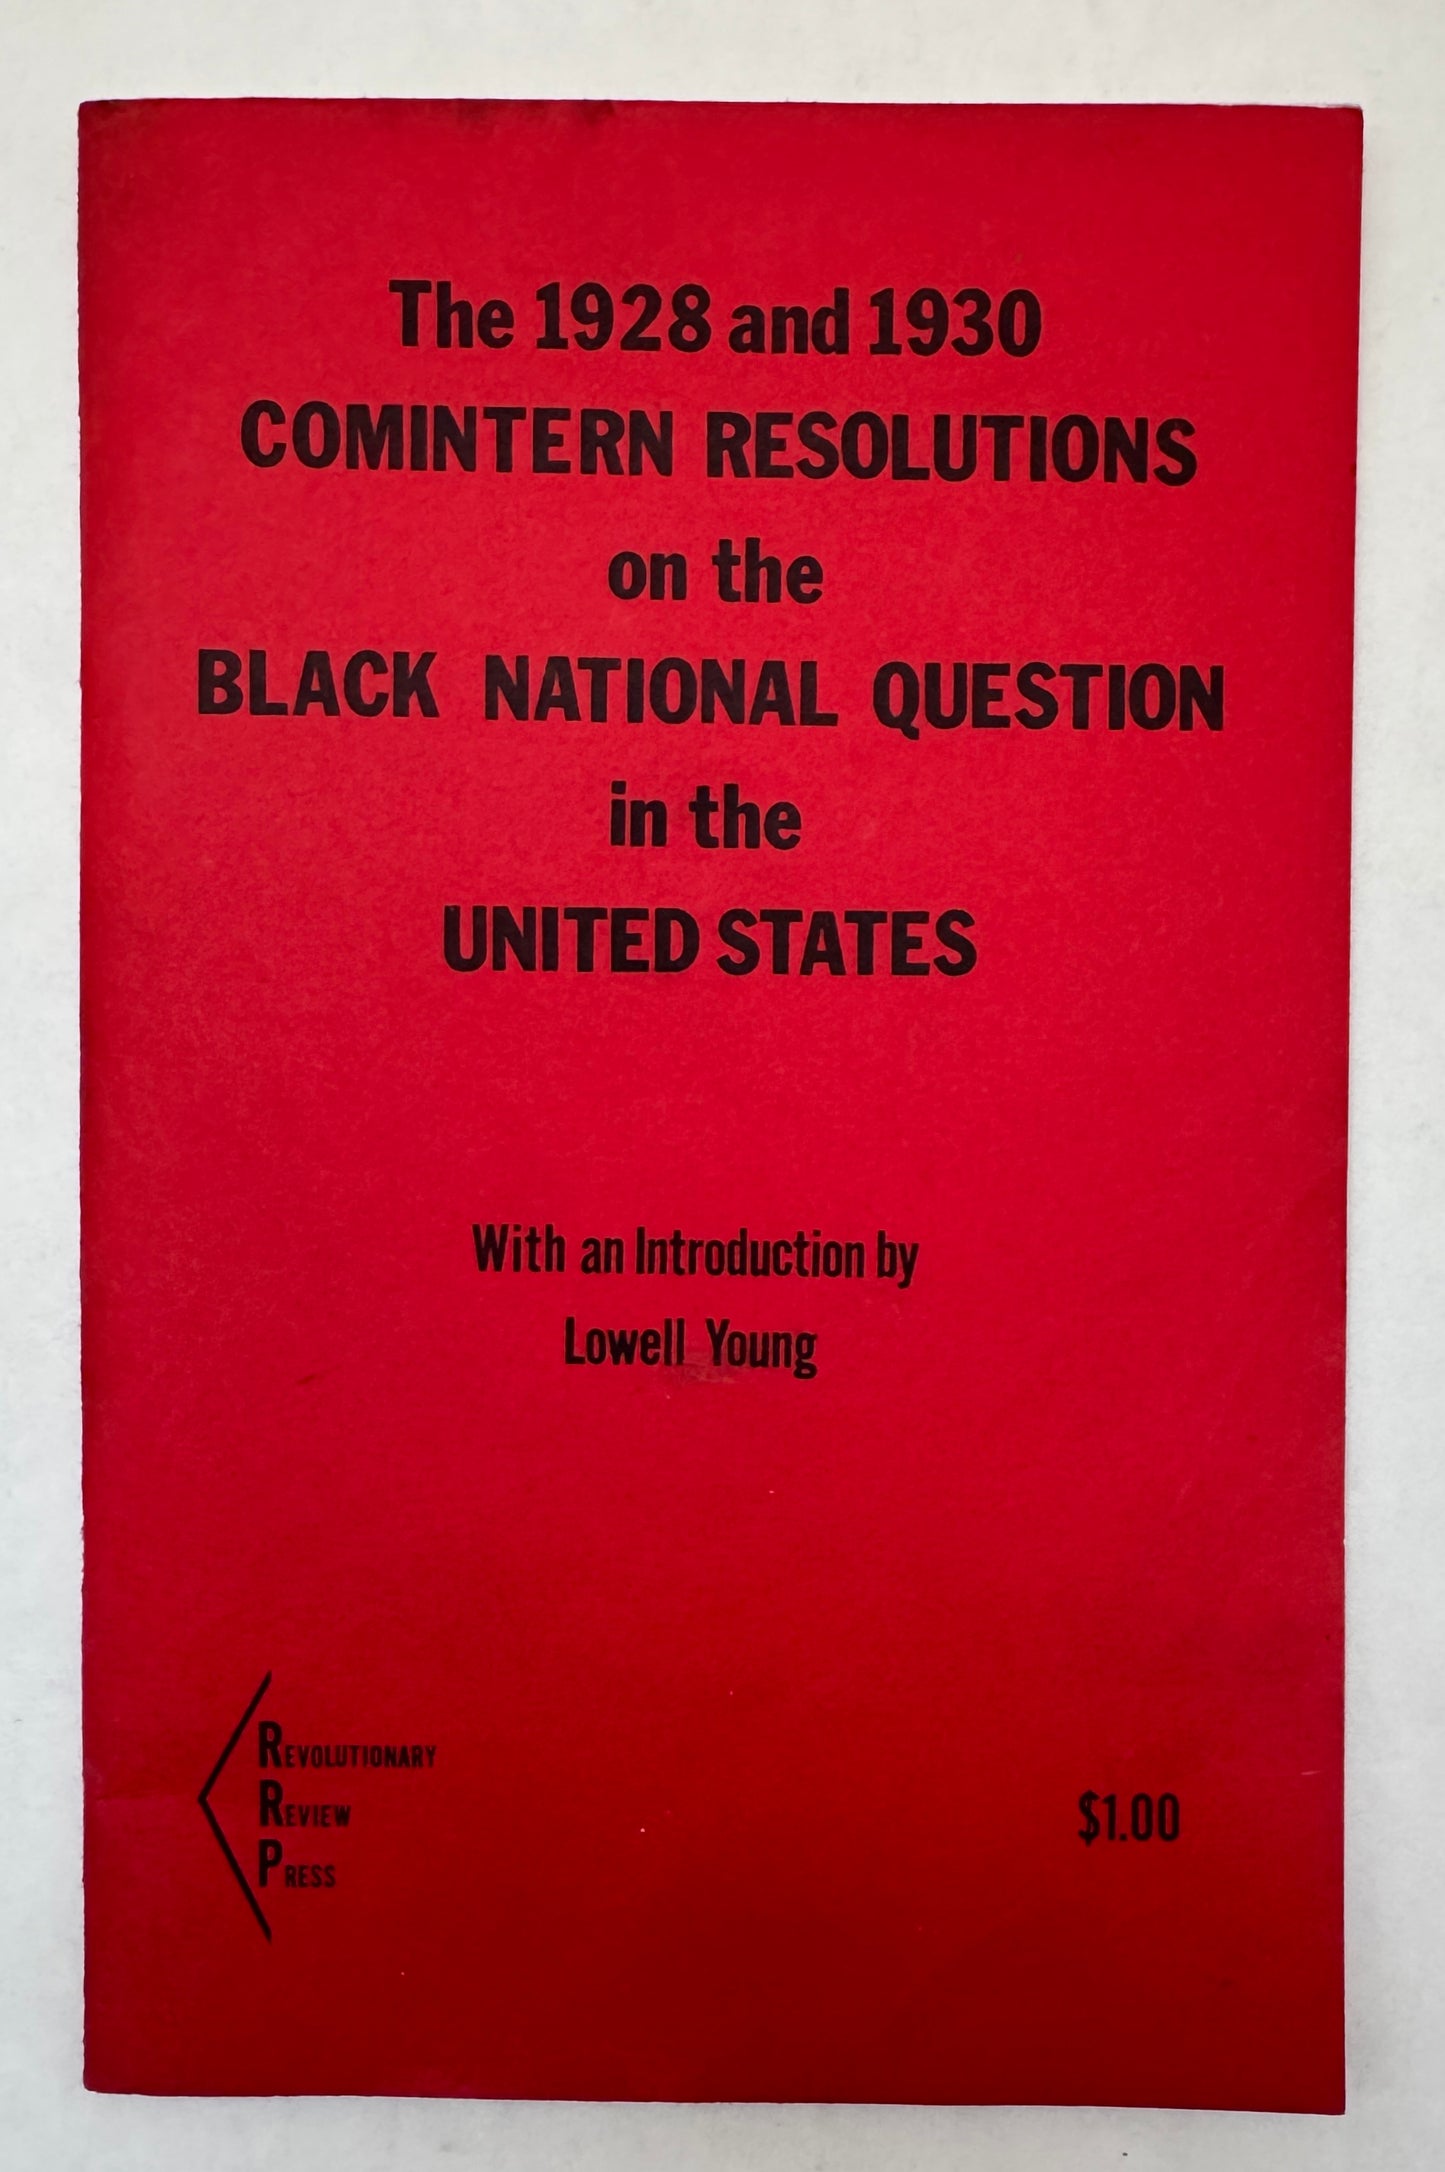 The 1928 and 1930
COMINTERN RESOLUTIONS
on the
BLACK NATIONAL QUESTION
in the
UNITED STATES
With an Introduction by
Lowell Young
REVOLUTIONARY
REVIEW
PRESS
$1.00